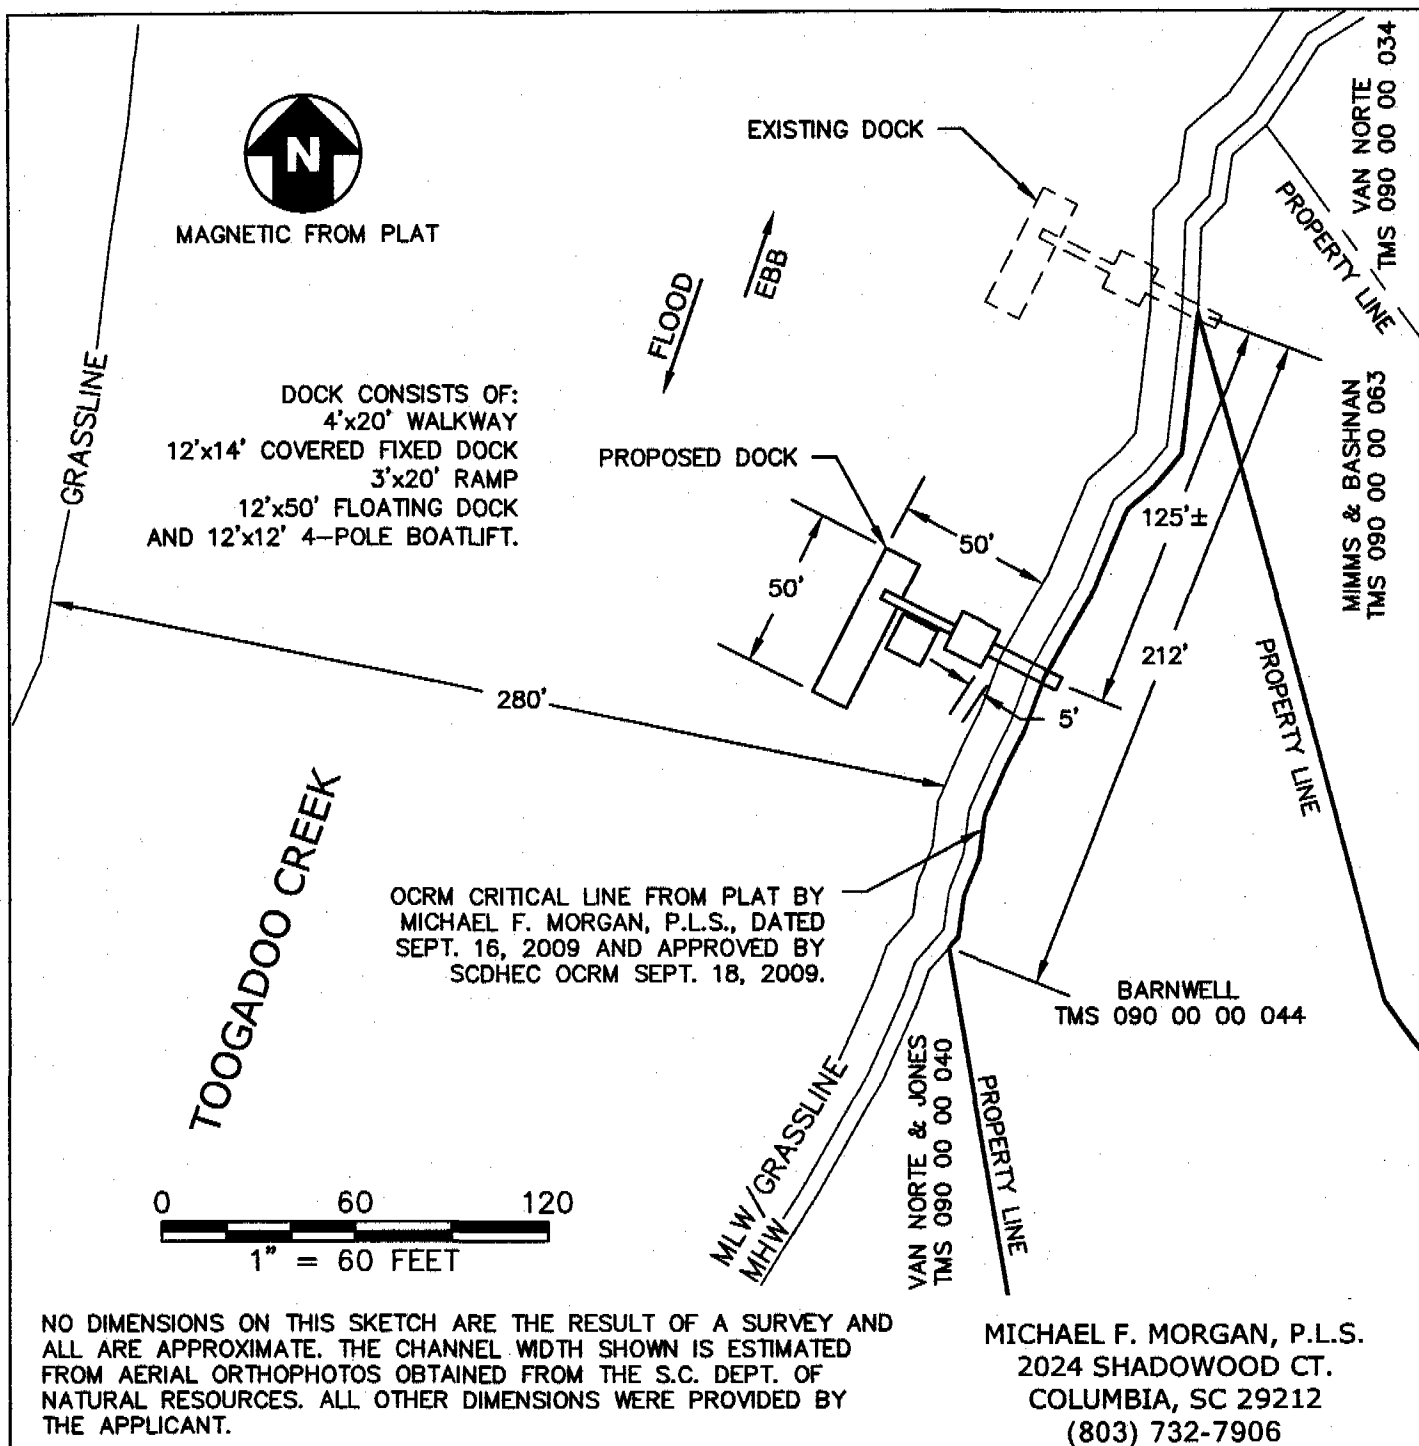 N
MAGNETIC FROM PLAT
EXISTING DOCK
VAN NORTE
TMS 090 00 00 034
PROPERTY LINE
FLOOD
EBB
GRASSLINE
DOCK CONSISTS OF:
4'x20' WALKWAY
12'x14' COVERED FIXED DOCK
3'x20' RAMP
12'x50' FLOATING DOCK
AND 12'x12' 4-POLE BOATLIFT.
PROPOSED DOCK
MIMMS & BASHNAN
TMS 090 00 00 063
125'±
50'
50'
212'
PROPERTY LINE
280'
5'
TOOGADOO CREEK
OCRM CRITICAL LINE FROM PLAT BY
MICHAEL F. MORGAN, P.L.S., DATED
SEPT. 16, 2009 AND APPROVED BY
SCDHEC OCRM SEPT. 18, 2009.
BARNWELL
TMS 090 00 00 044
VAN NORTE & JONES
TMS 090 00 00 040
PROPERTY LINE
MLW/GRASSLINE
MHW
0 60 120
1" = 60 FEET
NO DIMENSIONS ON THIS SKETCH ARE THE RESULT OF A SURVEY AND
ALL ARE APPROXIMATE. THE CHANNEL WIDTH SHOWN IS ESTIMATED
FROM AERIAL ORTHOPHOTOS OBTAINED FROM THE S.C. DEPT. OF
NATURAL RESOURCES. ALL OTHER DIMENSIONS WERE PROVIDED BY
THE APPLICANT.
MICHAEL F. MORGAN, P.L.S.
2024 SHADOWOOD CT.
COLUMBIA, SC 29212
(803) 732-7906